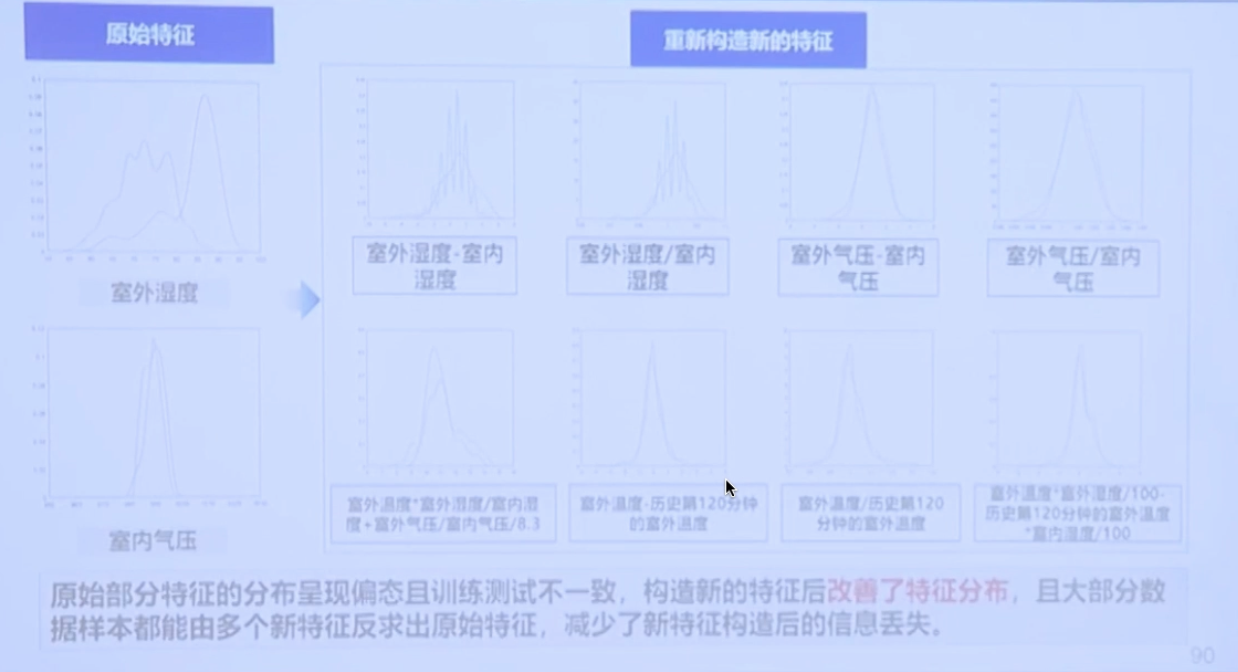 原始特征
重新构造新的特征
室外湿度-室内
湿度
室外湿度/室内
湿度
室外气压-室内
气压
室外气压/室内
气压
室外湿度
室外温度*室外湿度/室内湿
度+室外气压/室内气压/8.3
室外温度-历史第120分钟
的室外温度
室外温度/历史第120
分钟的室外温度
室外温度*室外湿度/100-
历史第120分钟的室外温度
*室内湿度/100
室内气压
原始部分特征的分布呈现偏态且训练测试不一致，构造新的特征后改善了特征分布，且大部分数
据样本都能由多个新特征反求出原始特征，减少了新特征构造后的信息丢失。
90